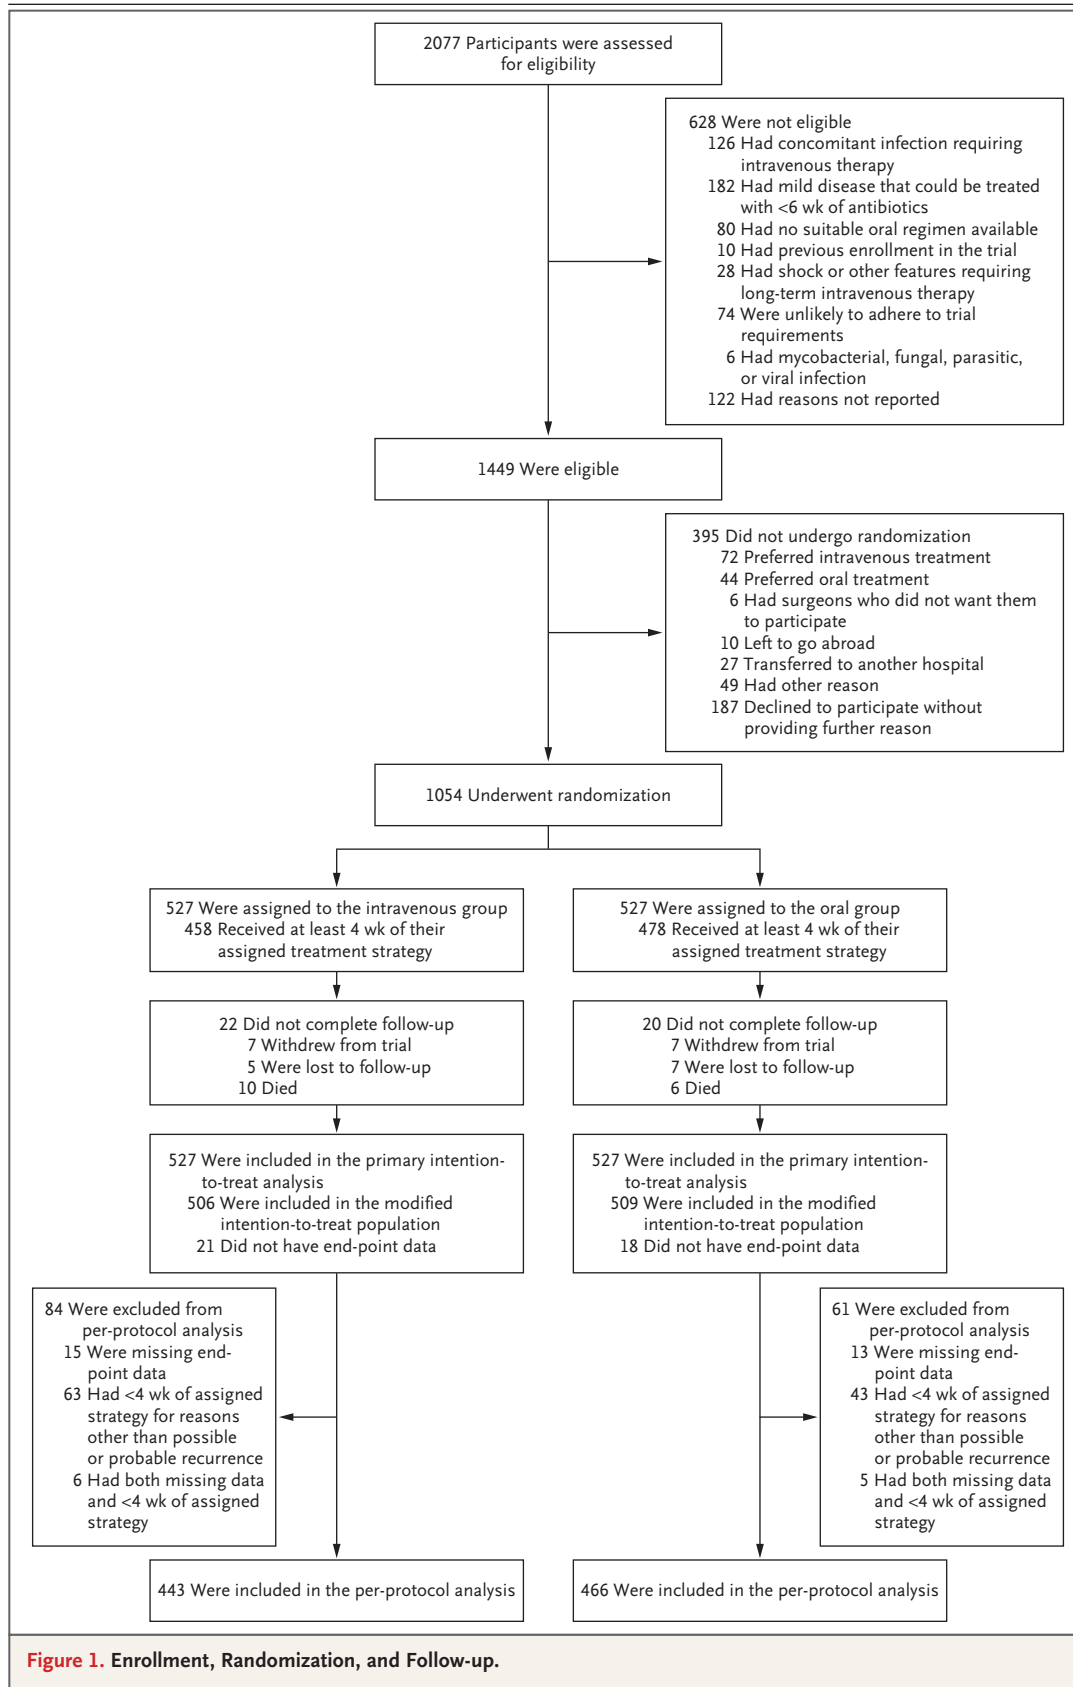 2077 Participants were assessed
for eligibility
628 Were not eligible
126 Had concomitant infection requiring
intravenous therapy
182 Had mild disease that could be treated
with <6 wk of antibiotics
80 Had no suitable oral regimen available
10 Had previous enrollment in the trial
28 Had shock or other features requiring
long-term intravenous therapy
74 Were unlikely to adhere to trial
requirements
6 Had mycobacterial, fungal, parasitic,
or viral infection
122 Had reasons not reported
1449 Were eligible
395 Did not undergo randomization
72 Preferred intravenous treatment
44 Preferred oral treatment
6 Had surgeons who did not want them
to participate
10 Left to go abroad
27 Transferred to another hospital
49 Had other reason
187 Declined to participate without
providing further reason
1054 Underwent randomization
527 Were assigned to the intravenous group
458 Received at least 4 wk of their
assigned treatment strategy
527 Were assigned to the oral group
478 Received at least 4 wk of their
assigned treatment strategy
22 Did not complete follow-up
7 Withdrew from trial
5 Were lost to follow-up
10 Died
20 Did not complete follow-up
7 Withdrew from trial
7 Were lost to follow-up
6 Died
527 Were included in the primary intention-
to-treat analysis
506 Were included in the modified
intention-to-treat population
21 Did not have end-point data
527 Were included in the primary intention-
to-treat analysis
509 Were included in the modified
intention-to-treat population
18 Did not have end-point data
84 Were excluded from
per-protocol analysis
15 Were missing end-
point data
63 Had <4 wk of assigned
strategy for reasons
other than possible
or probable recurrence
6 Had both missing data
and <4 wk of assigned
strategy
61 Were excluded from
per-protocol analysis
13 Were missing end-
point data
43 Had <4 wk of assigned
strategy for reasons
other than possible
or probable recurrence
5 Had both missing data
and <4 wk of assigned
strategy
443 Were included in the per-protocol analysis
466 Were included in the per-protocol analysis
Figure 1. Enrollment, Randomization, and Follow-up.